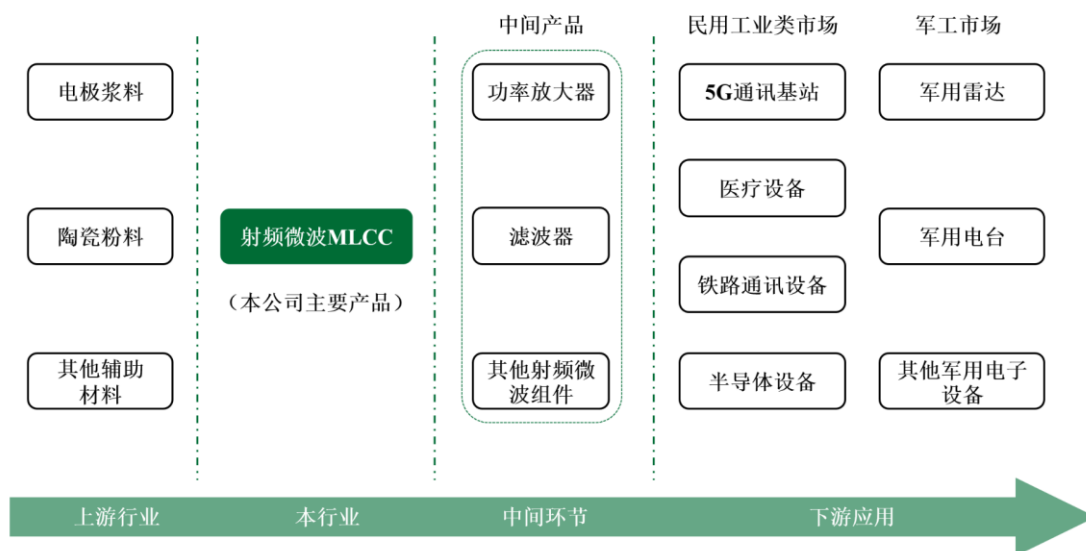 中间产品
民用工业类市场
军工市场
电极浆料
功率放大器
5G通讯基站
军用雷达
医疗设备
陶瓷粉料
射频微波MLCC
滤波器
军用电台
铁路通讯设备
（本公司主要产品）
其他辅助
材料
其他射频微
波组件
半导体设备
其他军用电子
设备
上游行业
本行业
中间环节
下游应用